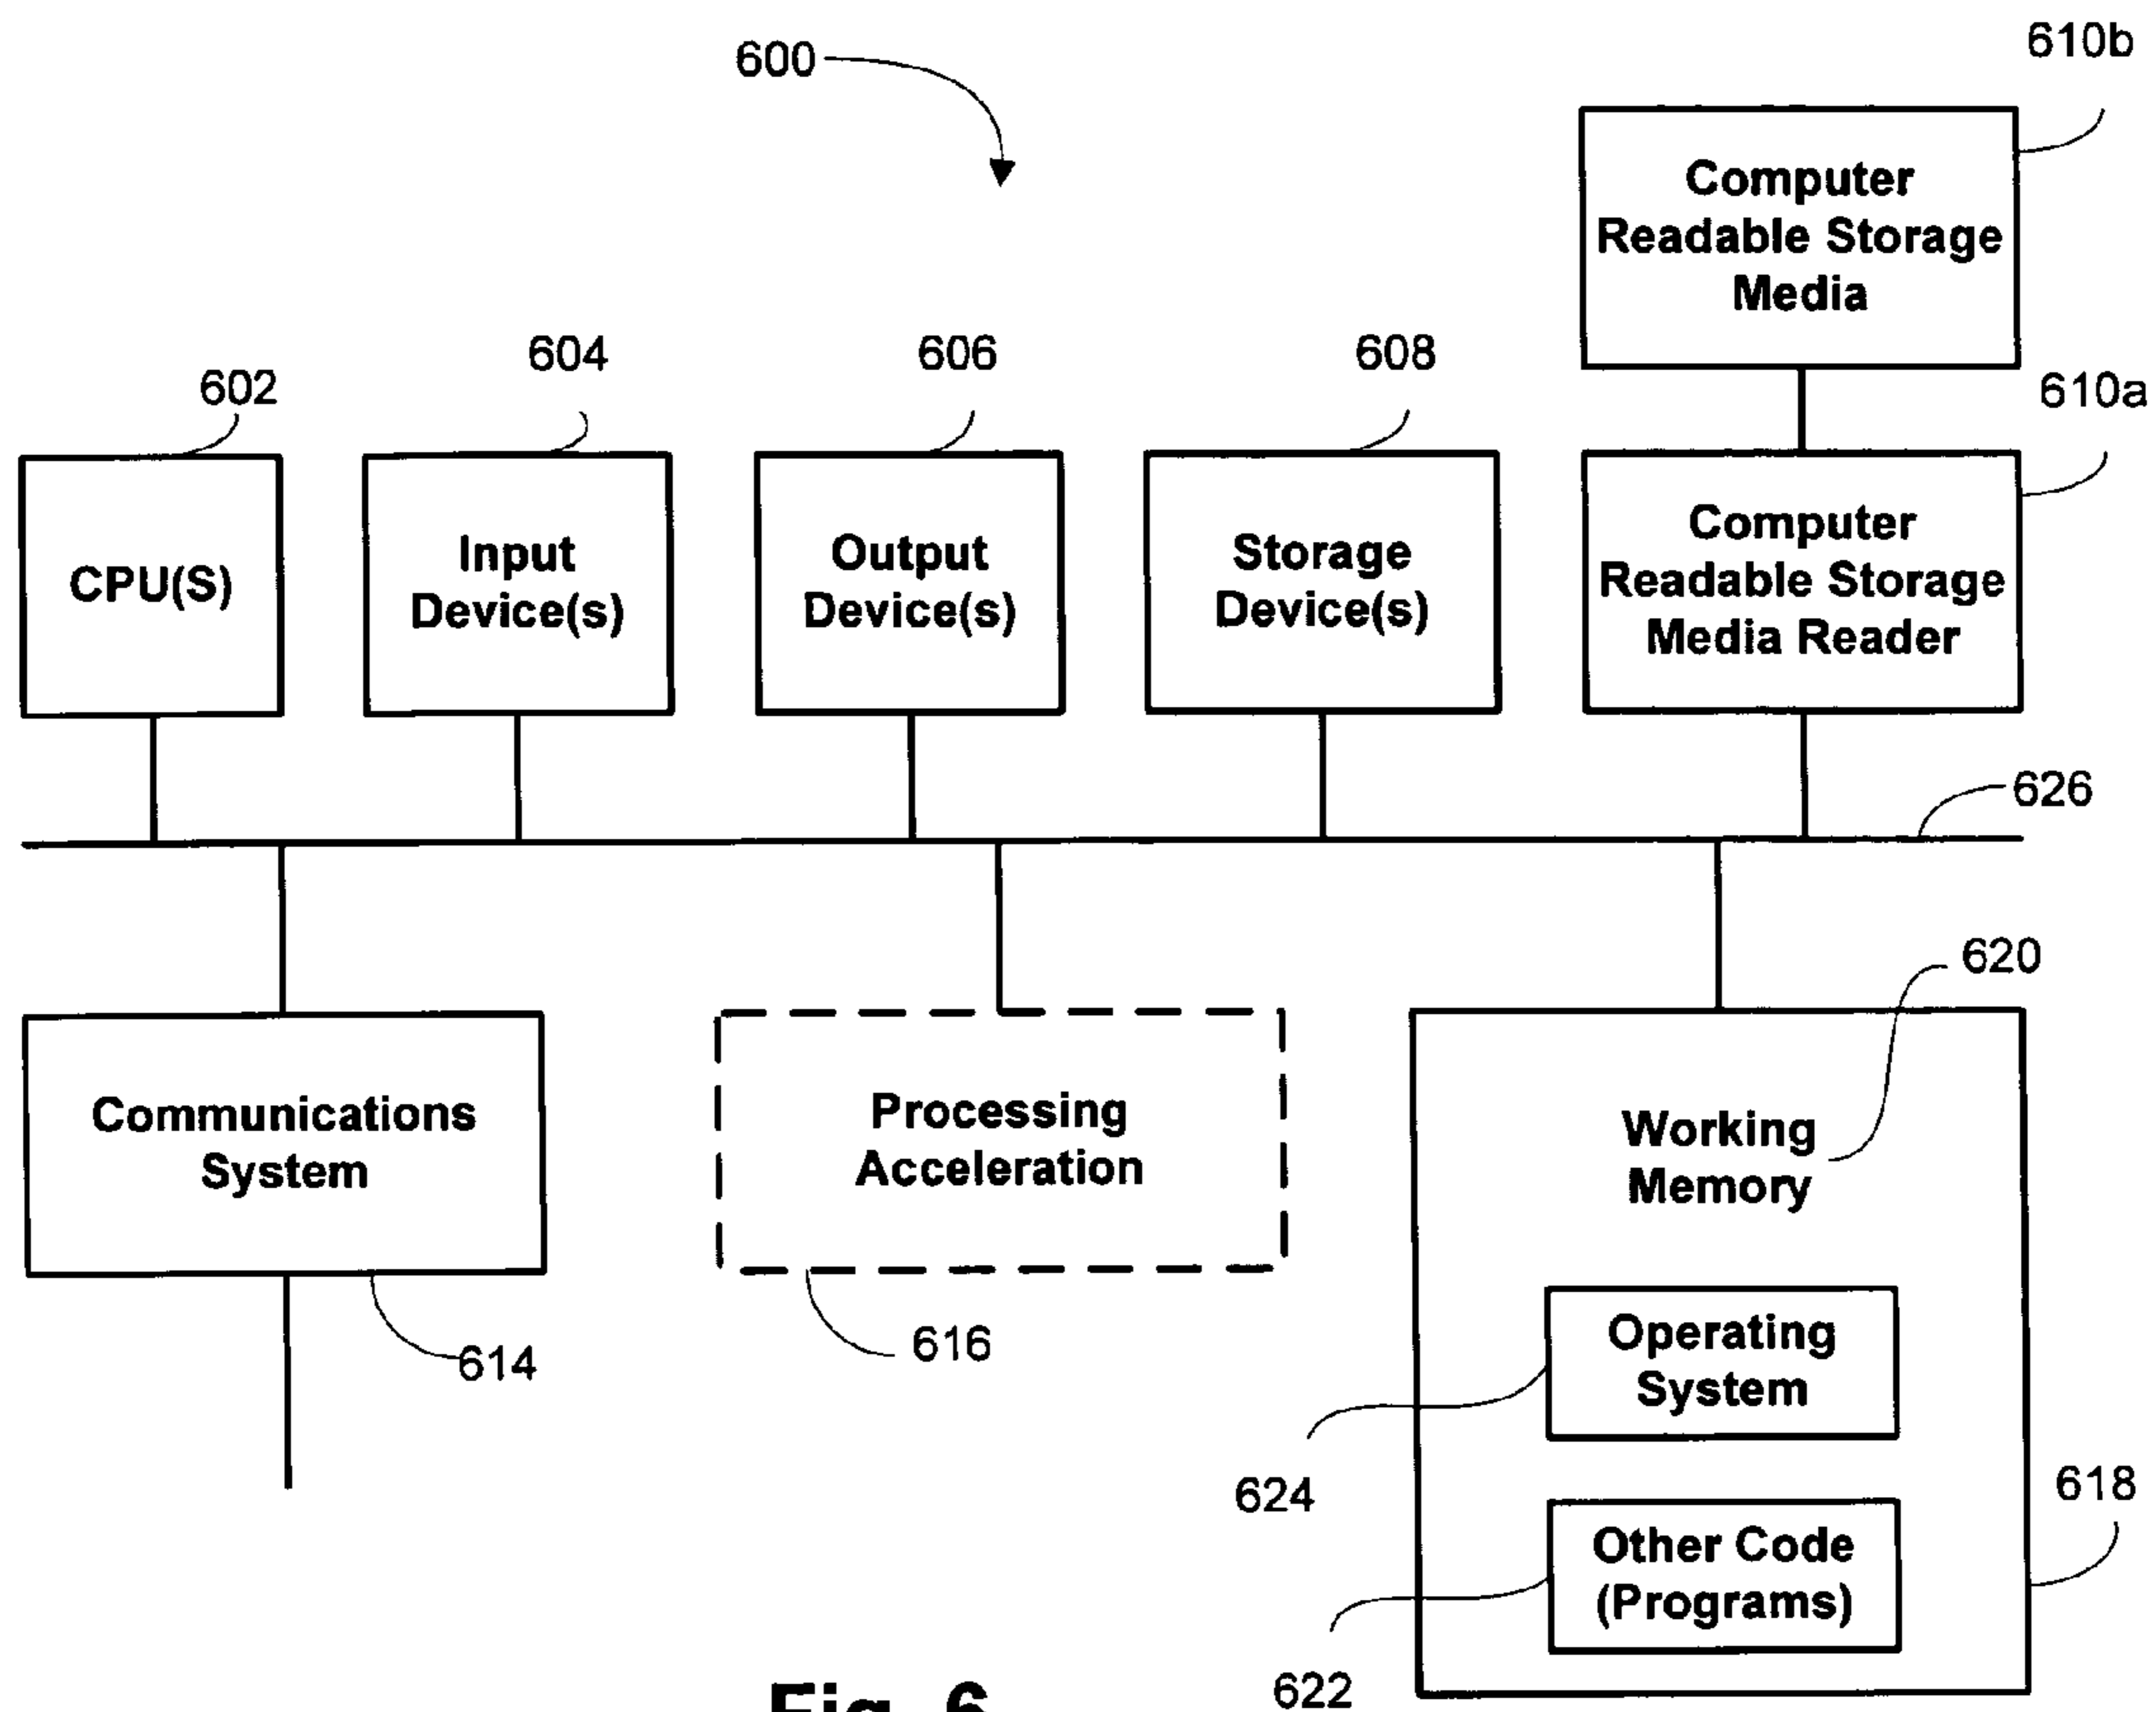 600
610b
Computer
Readable Storage
Media
602
604
606
608
610a
CPU(S)
Input
Device(s)
Output
Device(s)
Storage
Device(s)
Computer
Readable Storage
Media Reader
626
620
Communications
System
Processing
Acceleration
Working
Memory
614
616
Operating
System
624
618
Other Code
(Programs)
622
Fig. 6